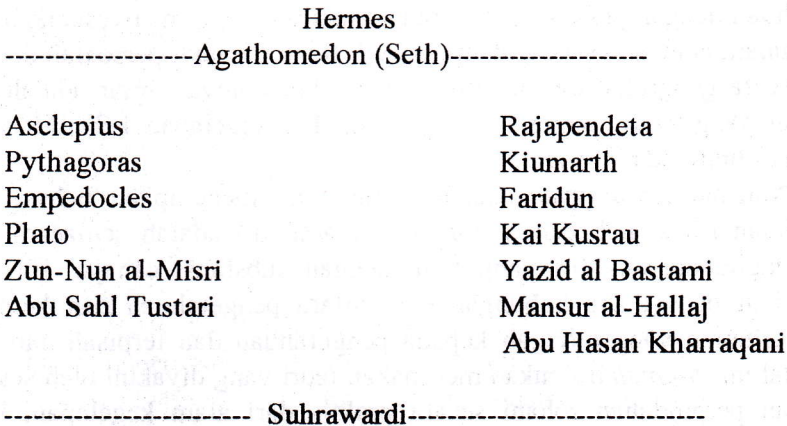 Hermes
-------------------Agathomedon (Seth)--------------------
Asclepius Rajapendeta
Pythagoras Kiumarth
Empedocles Faridun
Plato Kai Kusrau
Zun-Nun al-Misri Yazid al Bastami
Abu Sahl Tustari Mansur al-Hallaj
Abu Hasan Kharraqani
------------------------- Suhrawardi------------------------------